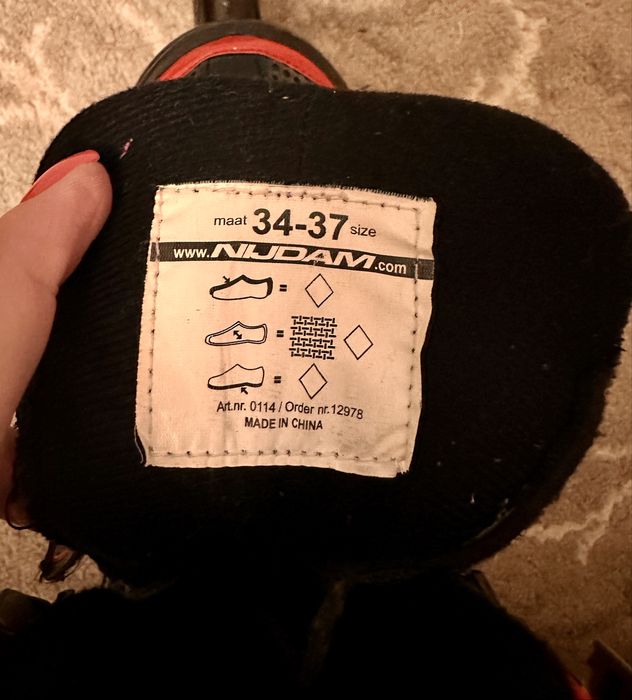 maat 34-37 size
www.NIJDAM.com
Art.nr. 0114 / Order nr.12978
MADE IN CHINA